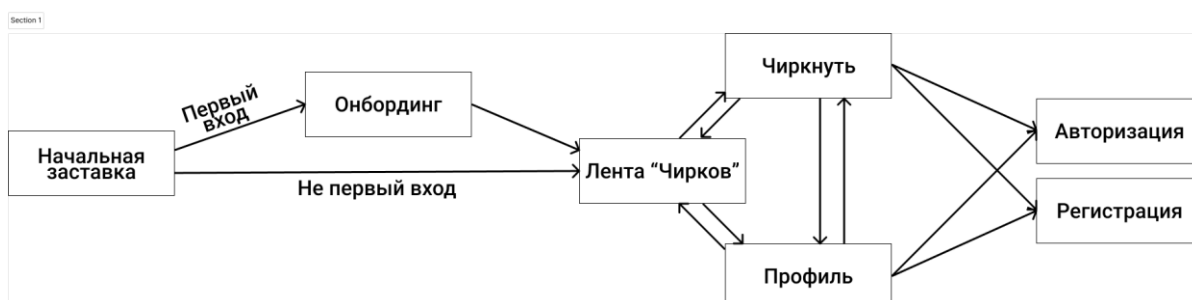 Section 1
Чиркнуть
Первый
вход
Онбординг
Авторизация
Начальная
заставка
Лента “Чирков”
Не первый вход
Регистрация
Профиль